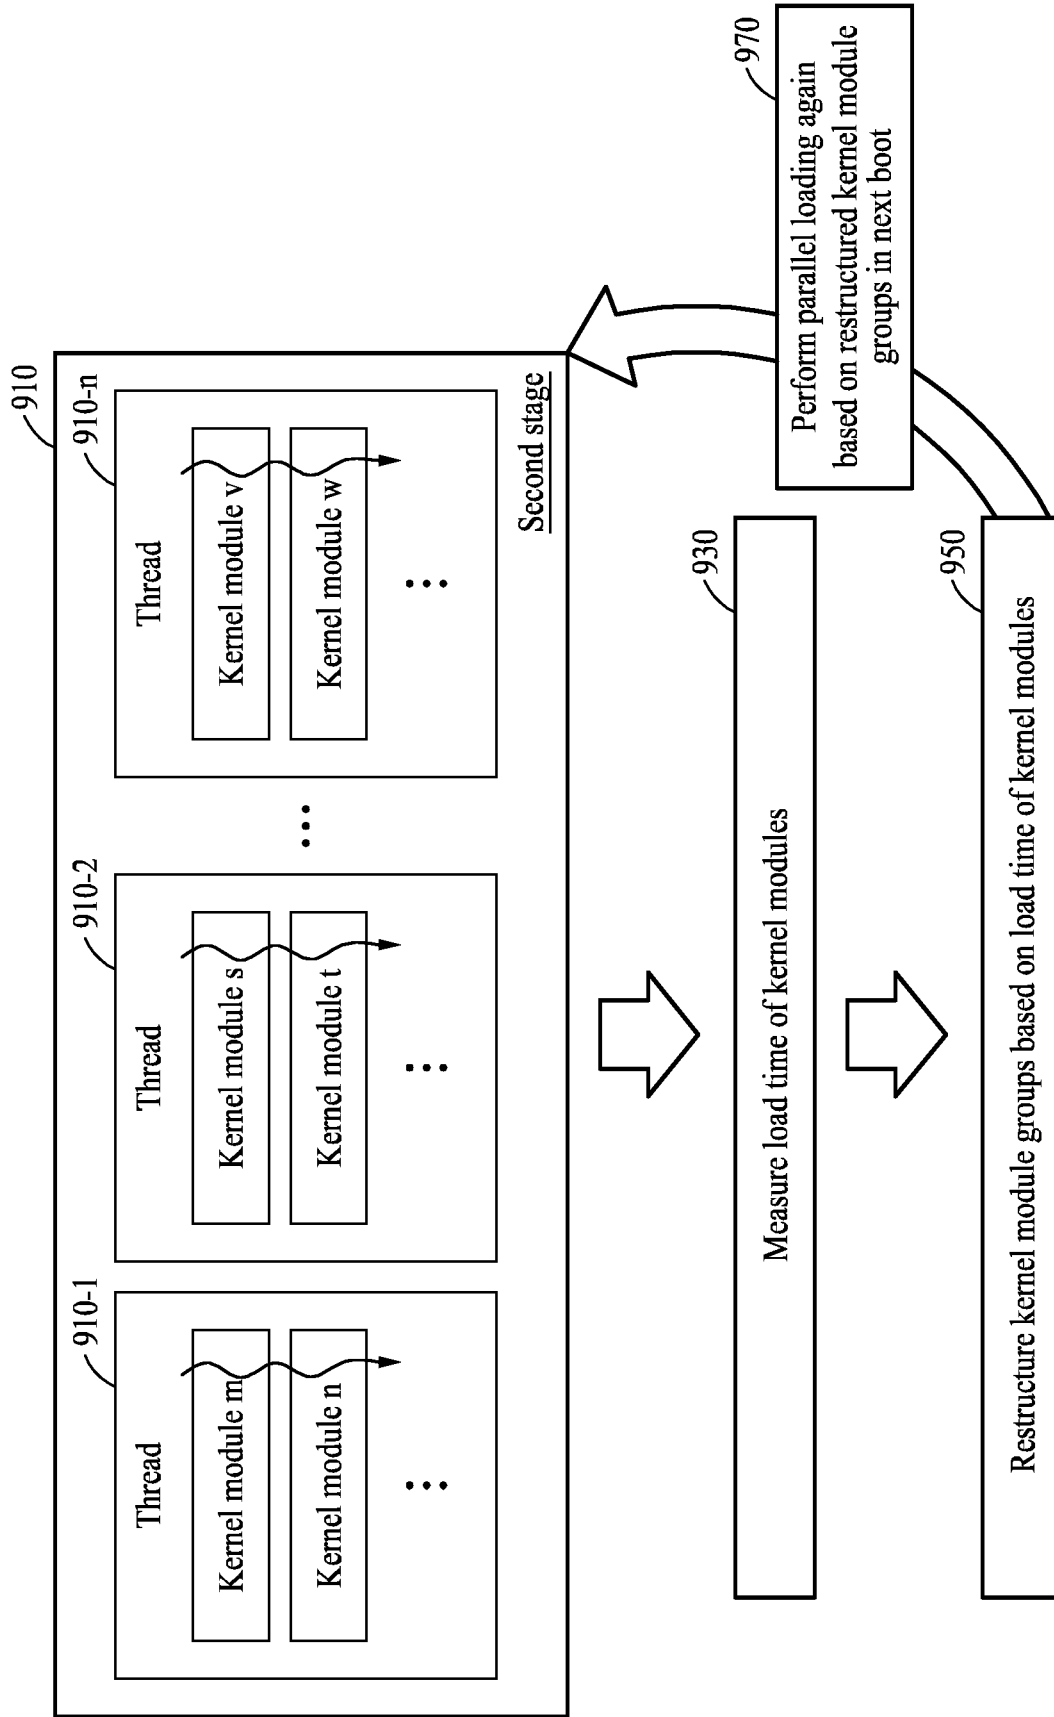 910
910-1
910-2
910-n
Thread
Thread
Thread
Kernel module m
Kernel module s
Kernel module v
Kernel module n
Kernel module t
Kernel module w
...
...
...
...
Second stage
930
Measure load time of kernel modules
970
Perform parallel loading again
based on restructured kernel module
groups in next boot
950
Restructure kernel module groups based on load time of kernel modules